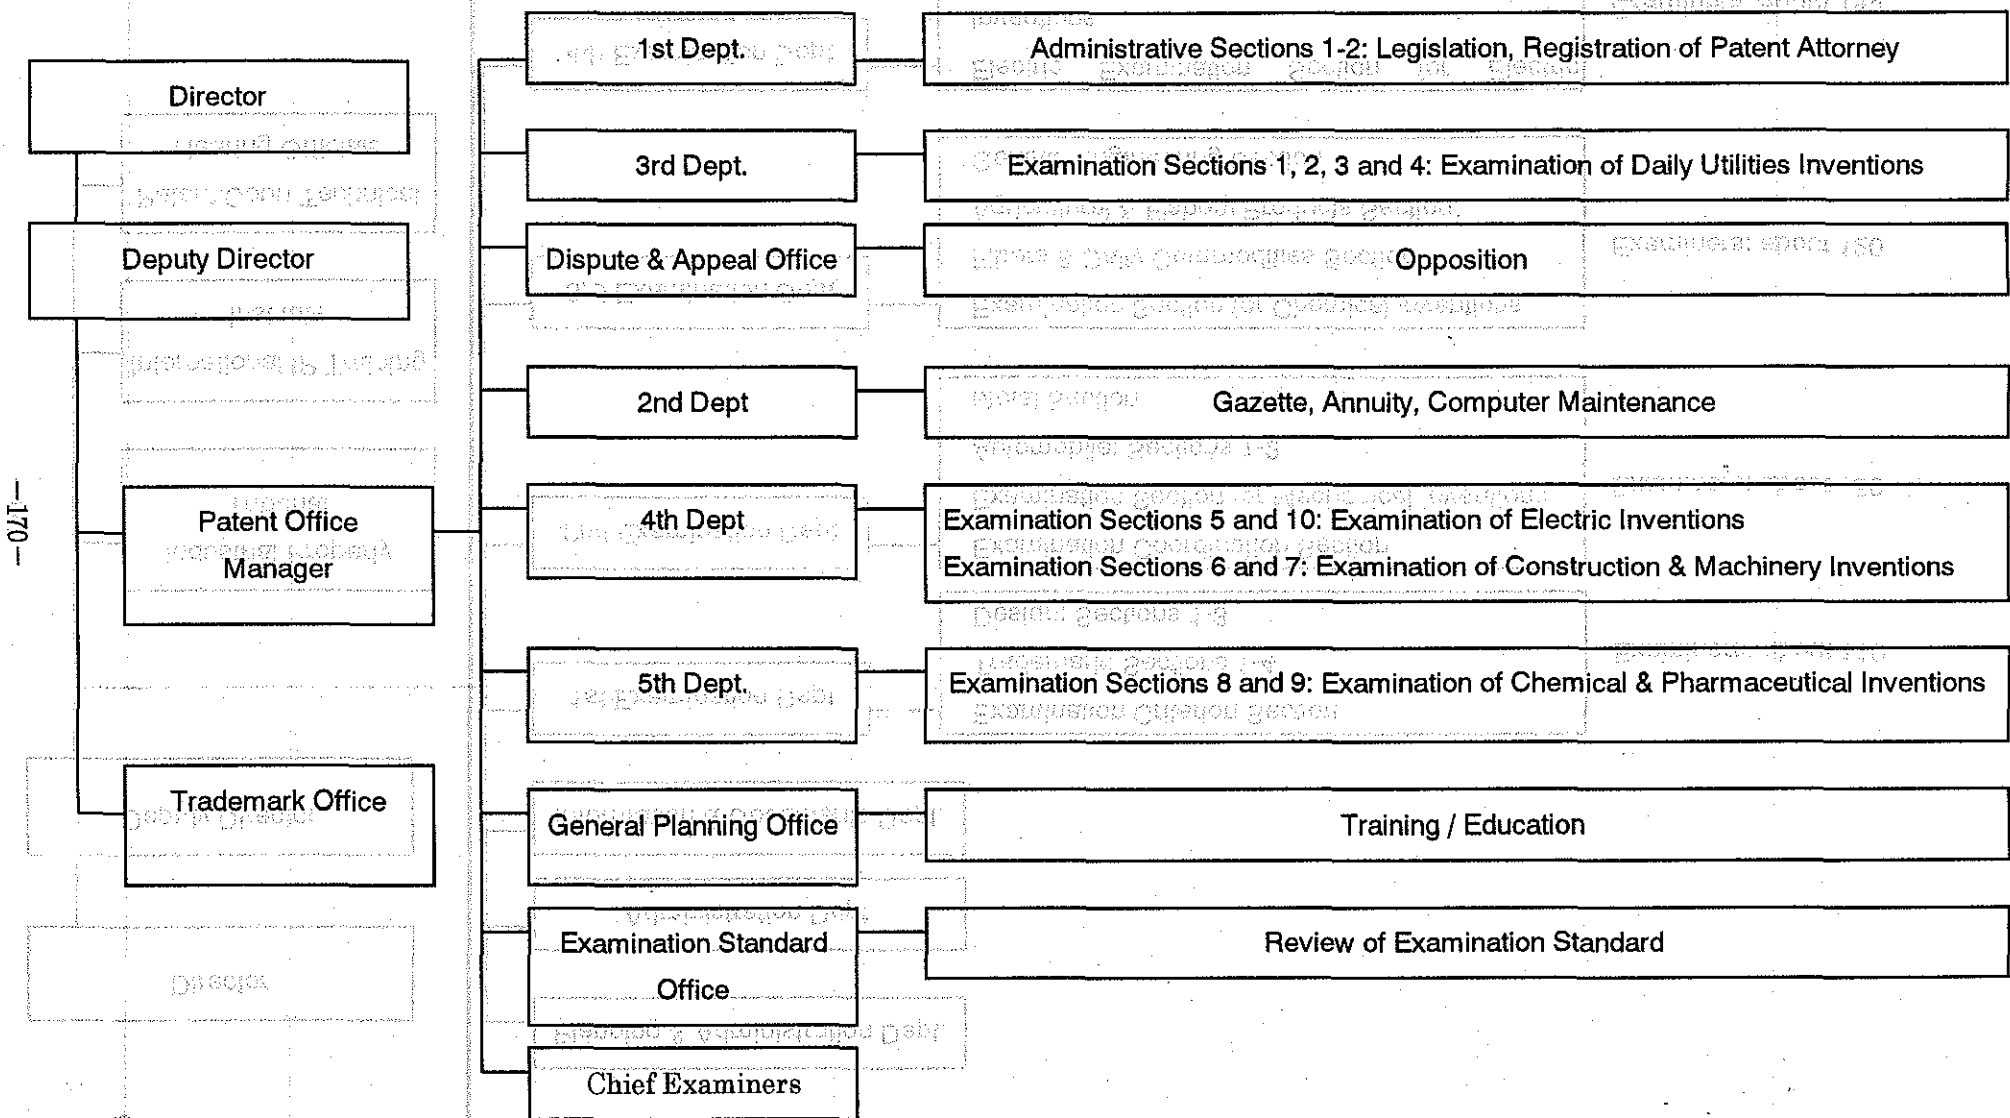 Director
Deputy Director
Patent Office
Manager
Trademark Office
1st Dept.
Administrative Sections 1-2: Legislation, Registration of Patent Attorney
3rd Dept.
Examination Sections 1, 2, 3 and 4: Examination of Daily Utilities Inventions
Dispute & Appeal Office
Opposition
2nd Dept
Gazette, Annuity, Computer Maintenance
4th Dept
Examination Sections 5 and 10: Examination of Electric Inventions
Examination Sections 6 and 7: Examination of Construction & Machinery Inventions
5th Dept.
Examination Sections 8 and 9: Examination of Chemical & Pharmaceutical Inventions
General Planning Office
Training / Education
Examination Standard
Office
Review of Examination Standard
Chief Examiners
—170—